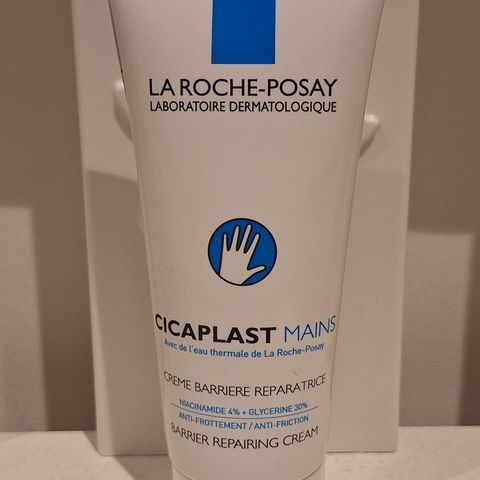 LA ROCHE-POSAY
LABORATOIRE DERMATOLOGIQUE
CICAPLAST MAINS
Avec de l'eau thermale de La Roche-Posay
CREME BARRIERE REPARATRICE
NIACINAMIDE 4% + GLYCERINE 30%
ANTI-FROTTEMENT / ANTI-FRICTION
BARRIER REPAIRING CREAM